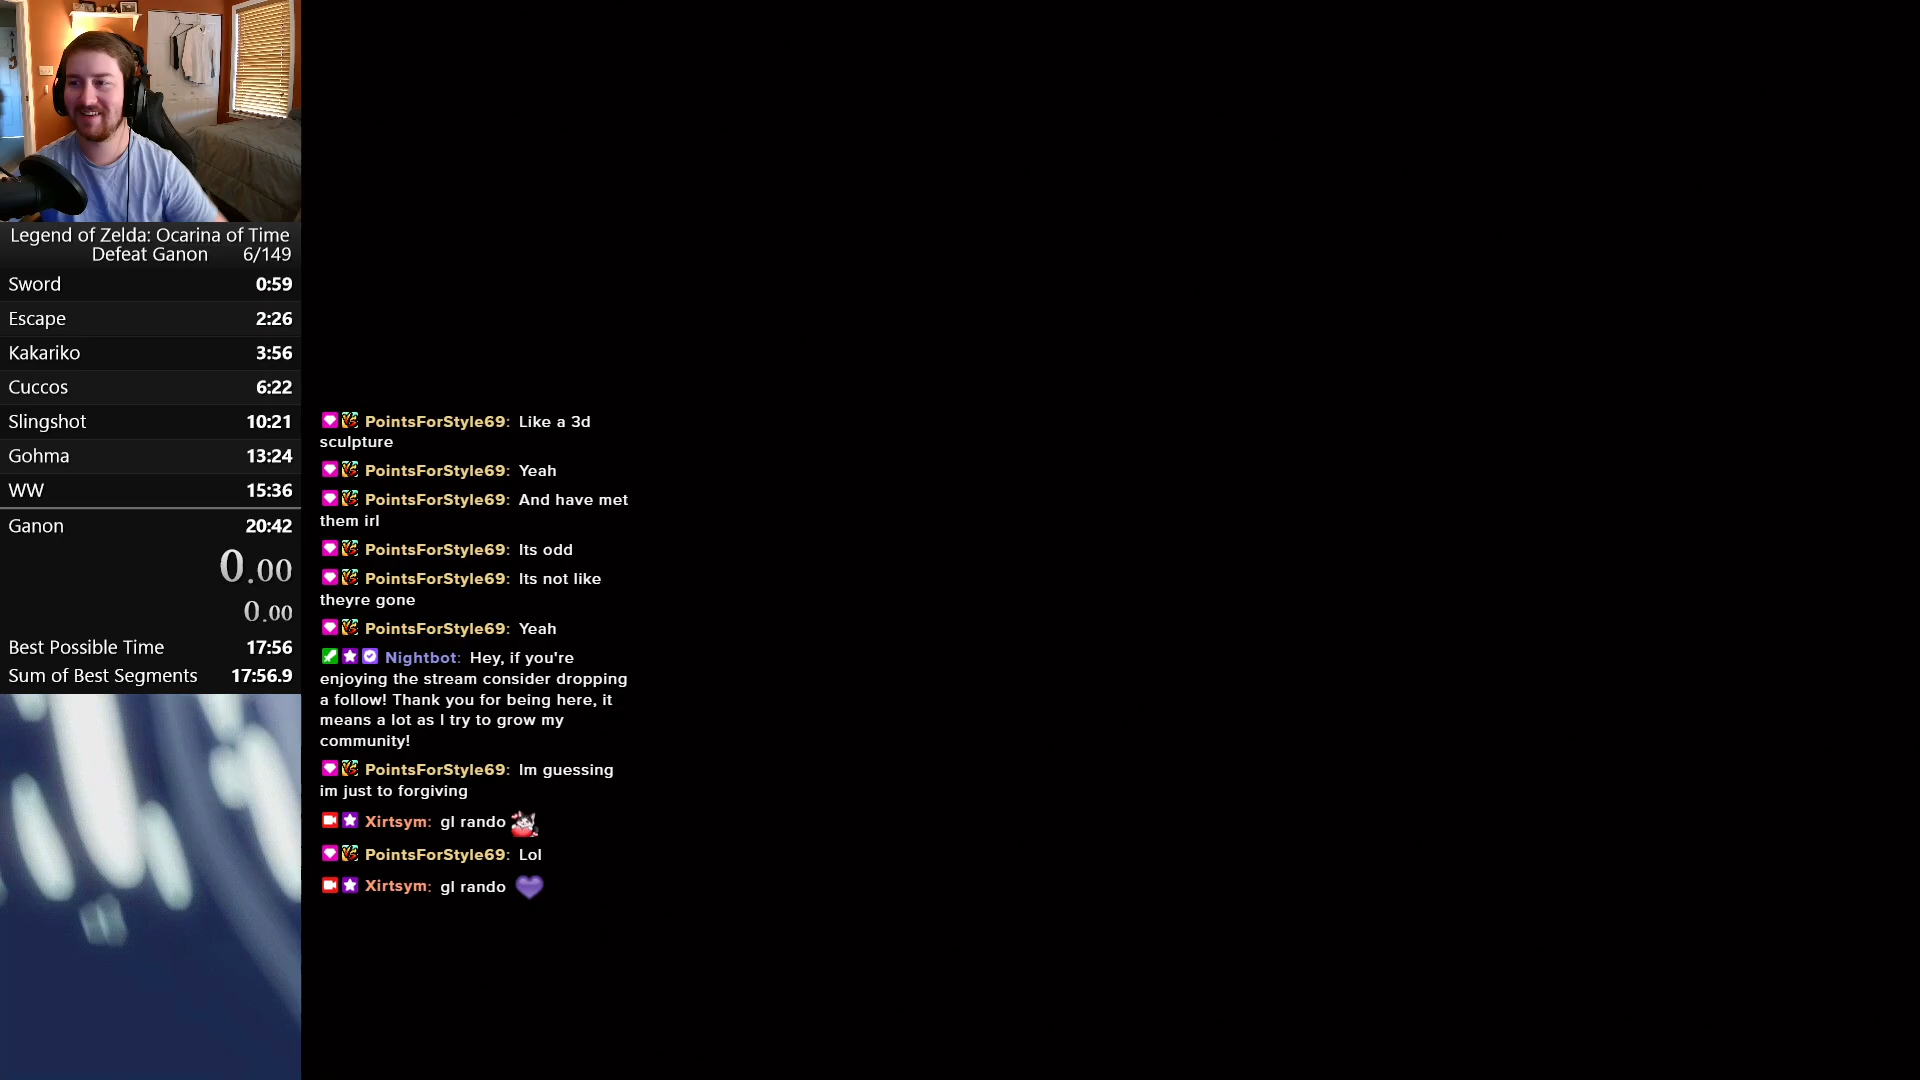 Legend of Zelda: Ocarina of Time
Defeat Ganon 6/149
Sword 0:59
Escape 2:26
Kakariko 3:56
Cuccos 6:22
Slingshot 10:21
Gohma 13:24
WW 15:36
Ganon 20:42
0.00
0.00
Best Possible Time 17:56
Sum of Best Segments 17:56.9
PointsForStyle69: Like a 3d
sculpture
PointsForStyle69: Yeah
PointsForStyle69: And have met
them irl
PointsForStyle69: Its odd
PointsForStyle69: Its not like
theyre gone
PointsForStyle69: Yeah
Nightbot: Hey, if you're
enjoying the stream consider dropping
a follow! Thank you for being here, it
means a lot as I try to grow my
community!
PointsForStyle69: Im guessing
im just to forgiving
Xirtsym: gl rando
PointsForStyle69: Lol
Xirtsym: gl rando